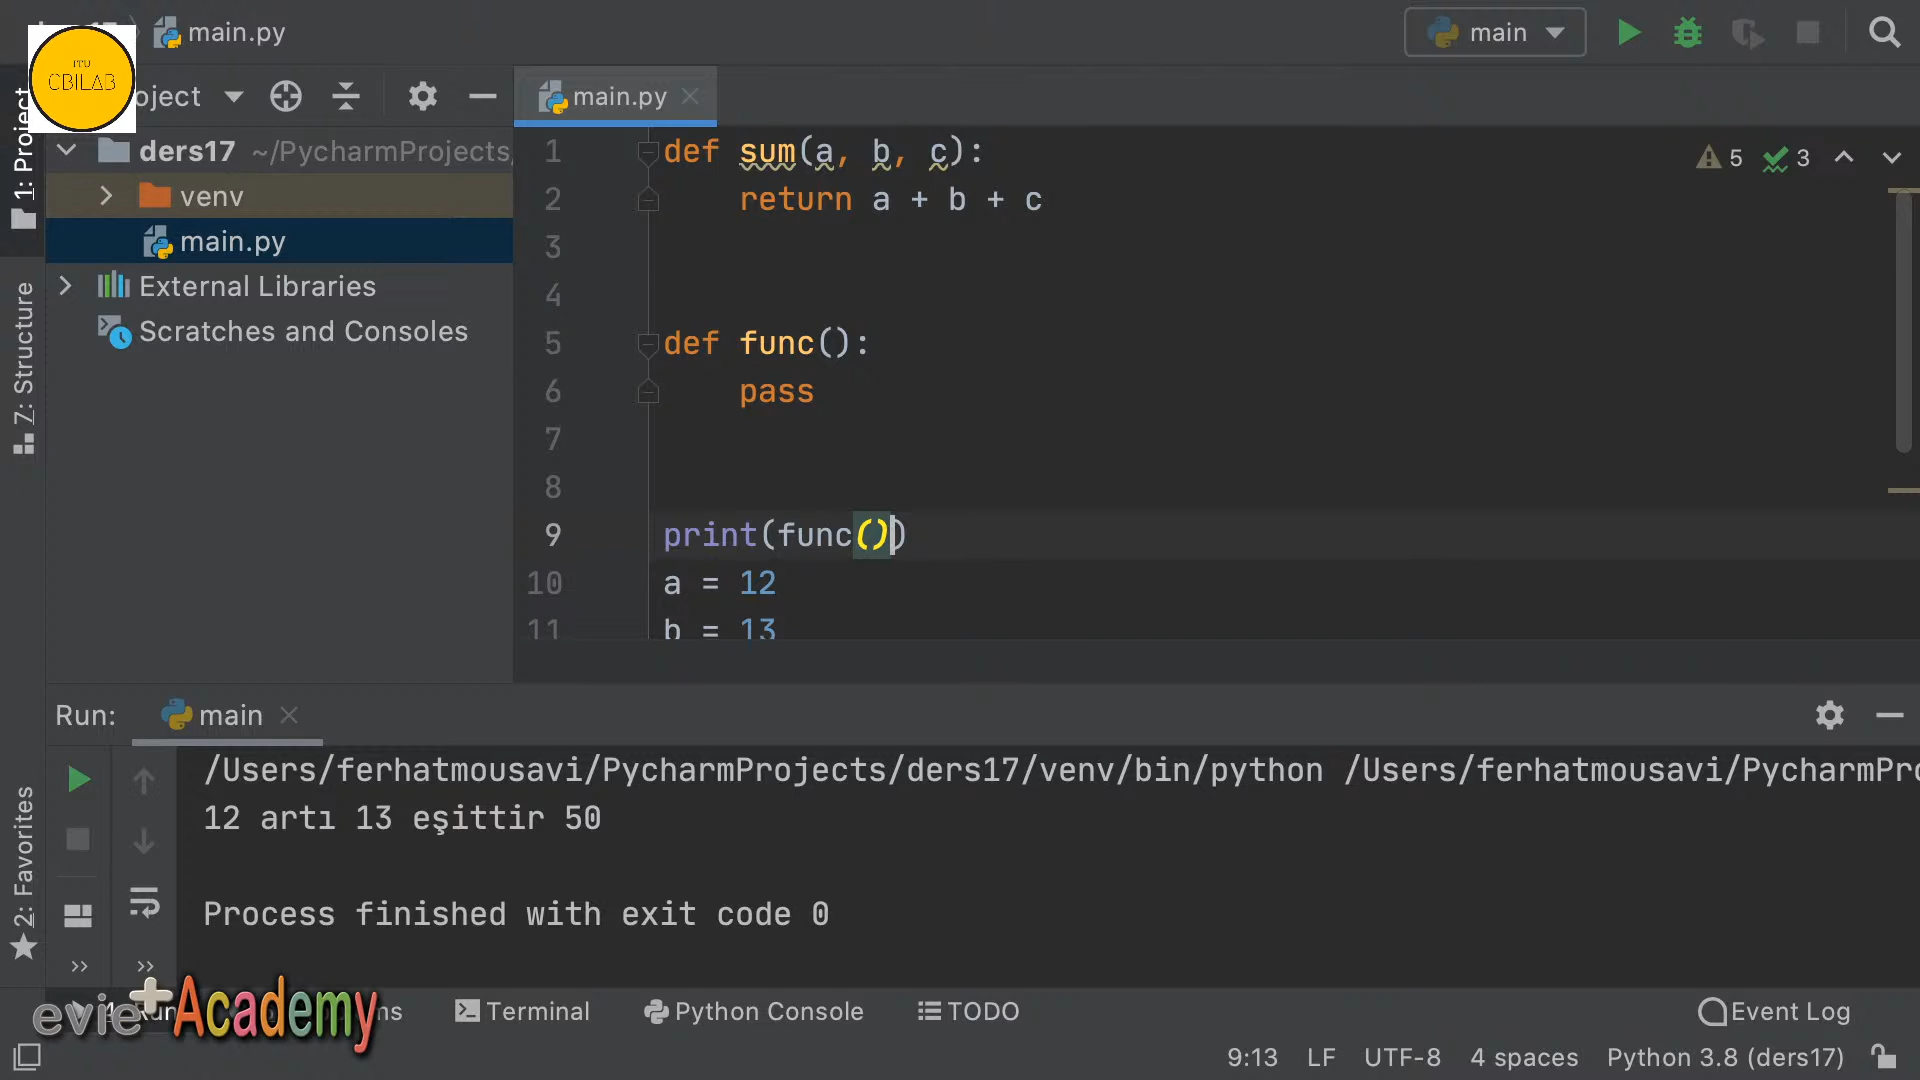 main.py
main
ITU
CBILAB
oject
main.py
1: Project
ders17 ~/PycharmProjects/
venv
main.py
External Libraries
Scratches and Consoles
Z: Structure
2: Favorites
5 3
1 def sum(a, b, c):
2 return a + b + c
3
4
5 def func():
6 pass
7
8
9 print(func())
10 a = 12
11 b = 13
Run: main
/Users/ferhatmousavi/PycharmProjects/ders17/venv/bin/python /Users/ferhatmousavi/PycharmPro
12 artı 13 eşittir 50
Process finished with exit code 0
evie+Academy
Terminal
Python Console
TODO
Event Log
9:13 LF UTF-8 4 spaces Python 3.8 (ders17)